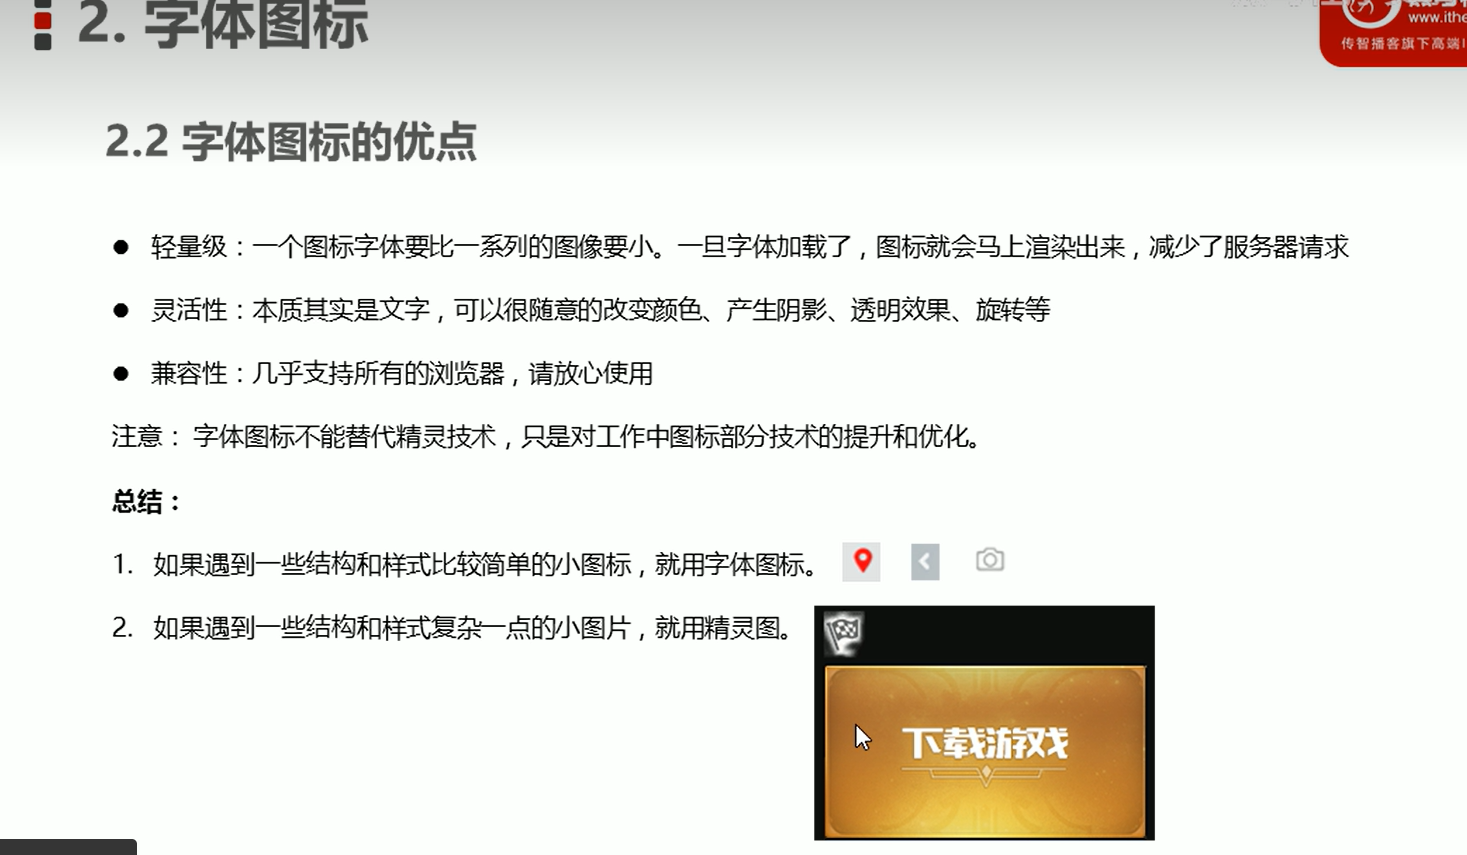 2. 字体图标
www.ithe
传智播客旗下高端I
2.2 字体图标的优点
● 轻量级：一个图标字体要比一系列的图像要小。一旦字体加载了，图标就会马上渲染出来，减少了服务器请求
● 灵活性：本质其实是文字，可以很随意的改变颜色、产生阴影、透明效果、旋转等
● 兼容性：几乎支持所有的浏览器，请放心使用
注意： 字体图标不能替代精灵技术，只是对工作中图标部分技术的提升和优化。
总结：
1. 如果遇到一些结构和样式比较简单的小图标，就用字体图标。
2. 如果遇到一些结构和样式复杂一点的小图片，就用精灵图。
下载游戏